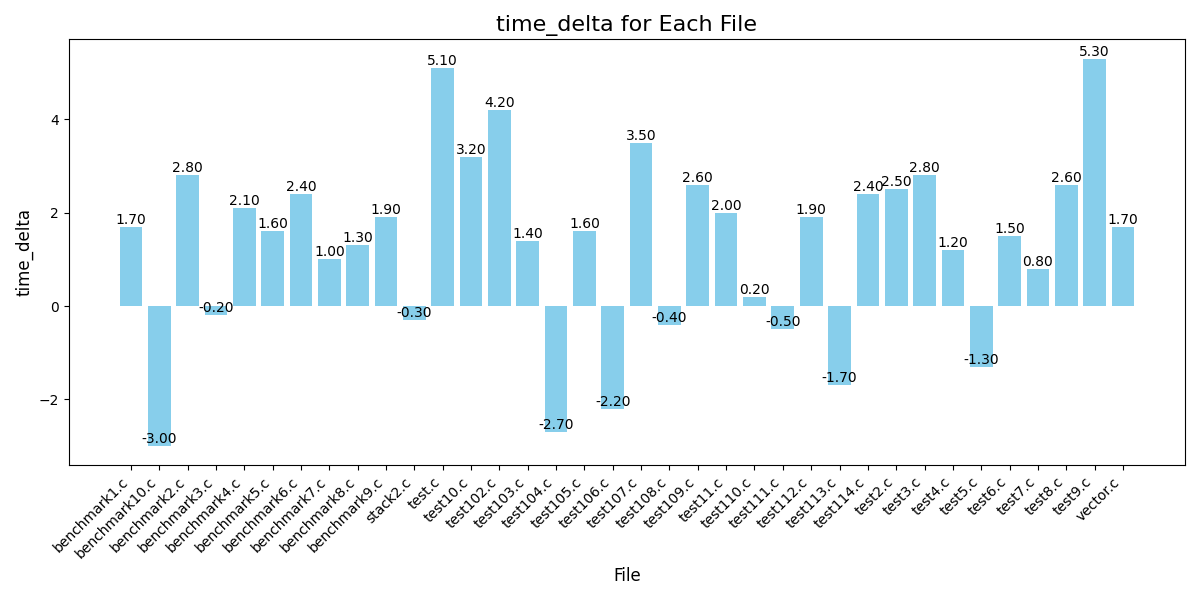 time_delta for Each File
time_delta
4
2
0
−2
1.70
-3.00
2.80
-0.20
2.10
1.60
2.40
1.00
1.30
1.90
-0.30
5.10
3.20
4.20
1.40
-2.70
1.60
-2.20
3.50
-0.40
2.60
2.00
0.20
-0.50
1.90
-1.70
2.40
2.50
2.80
1.20
-1.30
1.50
0.80
2.60
5.30
1.70
benchmark1.c
benchmark10.c
benchmark2.c
benchmark3.c
benchmark4.c
benchmark5.c
benchmark6.c
benchmark7.c
benchmark8.c
benchmark9.c
stack2.c
test.c
test10.c
test102.c
test103.c
test104.c
test105.c
test106.c
test107.c
test108.c
test109.c
test11.c
test110.c
test111.c
test112.c
test113.c
test114.c
test2.c
test3.c
test4.c
test5.c
test6.c
test7.c
test8.c
test9.c
vector.c
File